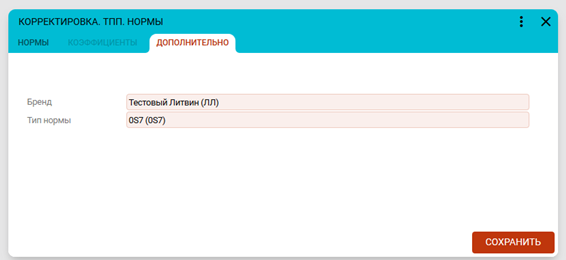 КОРРЕКТИРОВКА. ТПП. НОРМЫ
НОРМЫ КОЭФФИЦИЕНТЫ ДОПОЛНИТЕЛЬНО
Бренд Тестовый Литвин (ЛЛ)
Тип нормы 0S7 (0S7)
СОХРАНИТЬ